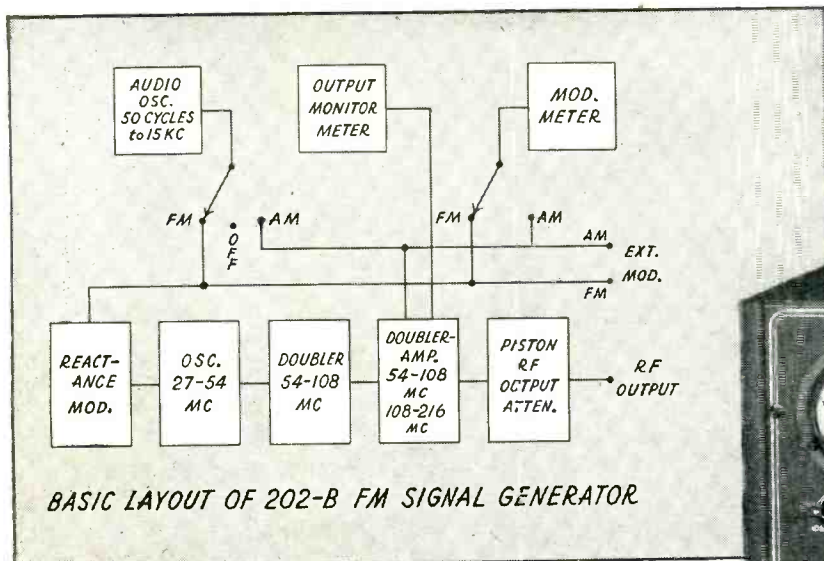 AUDIO
OSC.
50 CYCLES
to 15 KC
OUTPUT
MONITOR
METER
MOD.
METER
FM
OFF
AM
FM
AM
AM
EXT.
MOD.
FM
REACT-
ANCE
MOD.
OSC.
27-54
MC
DOUBLER
54-108
MC
DOUBLER-
AMP.
54-108
MC
108-216
MC
PISTON
RF
OUTPUT
ATTEN.
RF
OUTPUT
BASIC LAYOUT OF 202-B FM SIGNAL GENERATOR